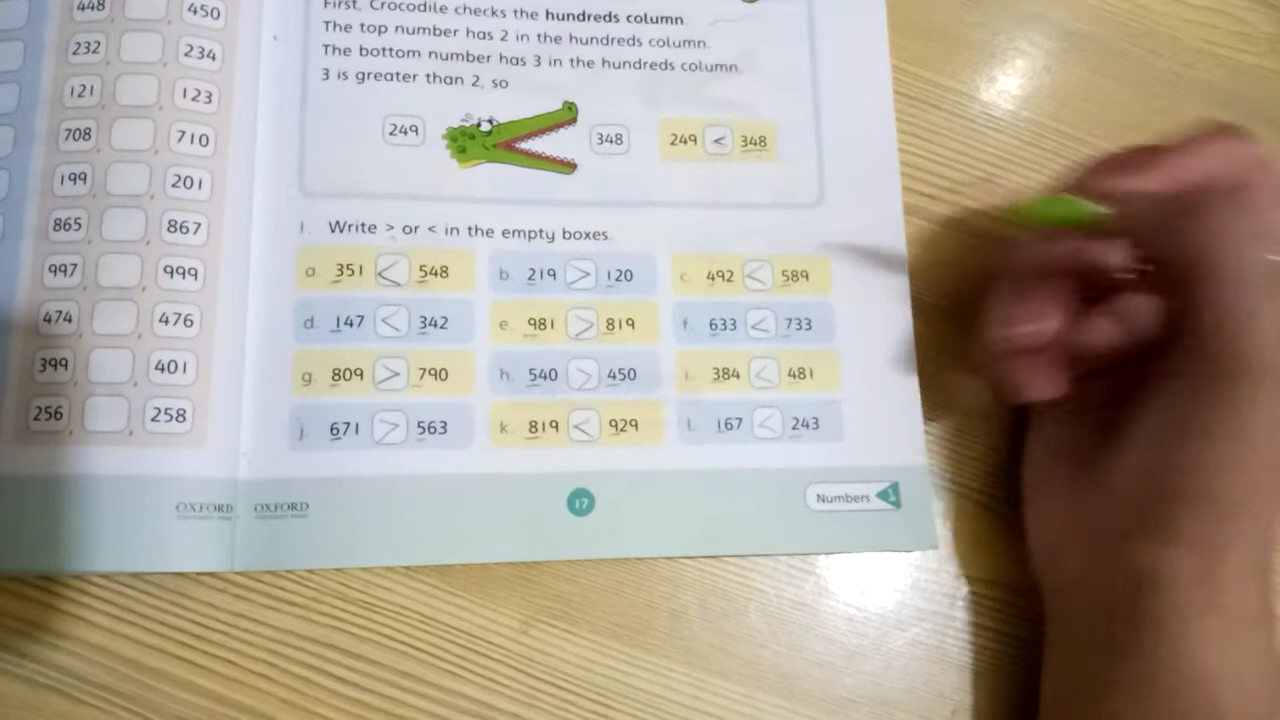 448 , 450
232 , , 234
121 , , 123
708 , , 710
199 , , 201
865 , , 867
997 , , 999
474 , , 476
399 , , 401
256 , , 258
First, Crocodile checks the hundreds column.
The top number has 2 in the hundreds column.
The bottom number has 3 in the hundreds column.
3 is greater than 2, so
249 348 249 < 348
1. Write > or < in the empty boxes.
a. 351 < 548 b. 219 > 120 c. 492 < 589
d. 147 < 342 e. 981 > 819 f. 633 < 733
g. 809 > 790 h. 540 > 450 i. 384 < 481
j. 671 > 563 k. 819 < 929 l. 167 < 243
OXFORD OXFORD 17 Numbers 1